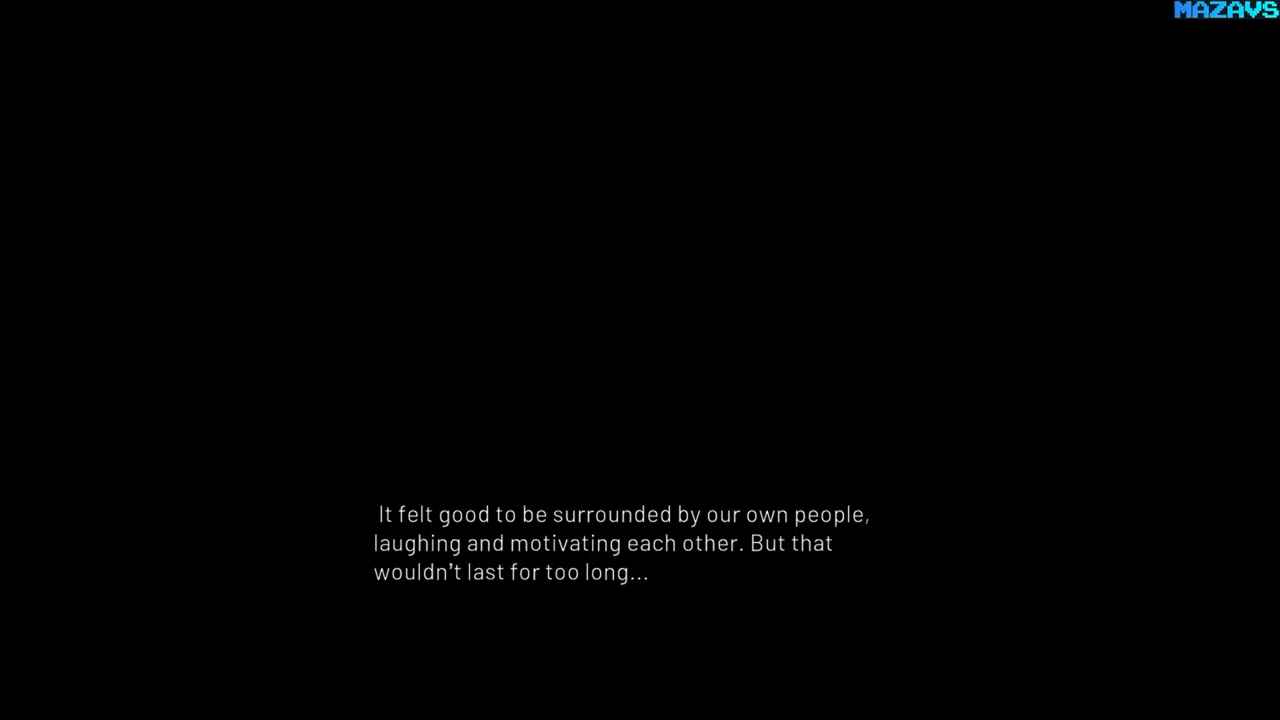 MAZAVS
It felt good to be surrounded by our own people,
laughing and motivating each other. But that
wouldn't last for too long...